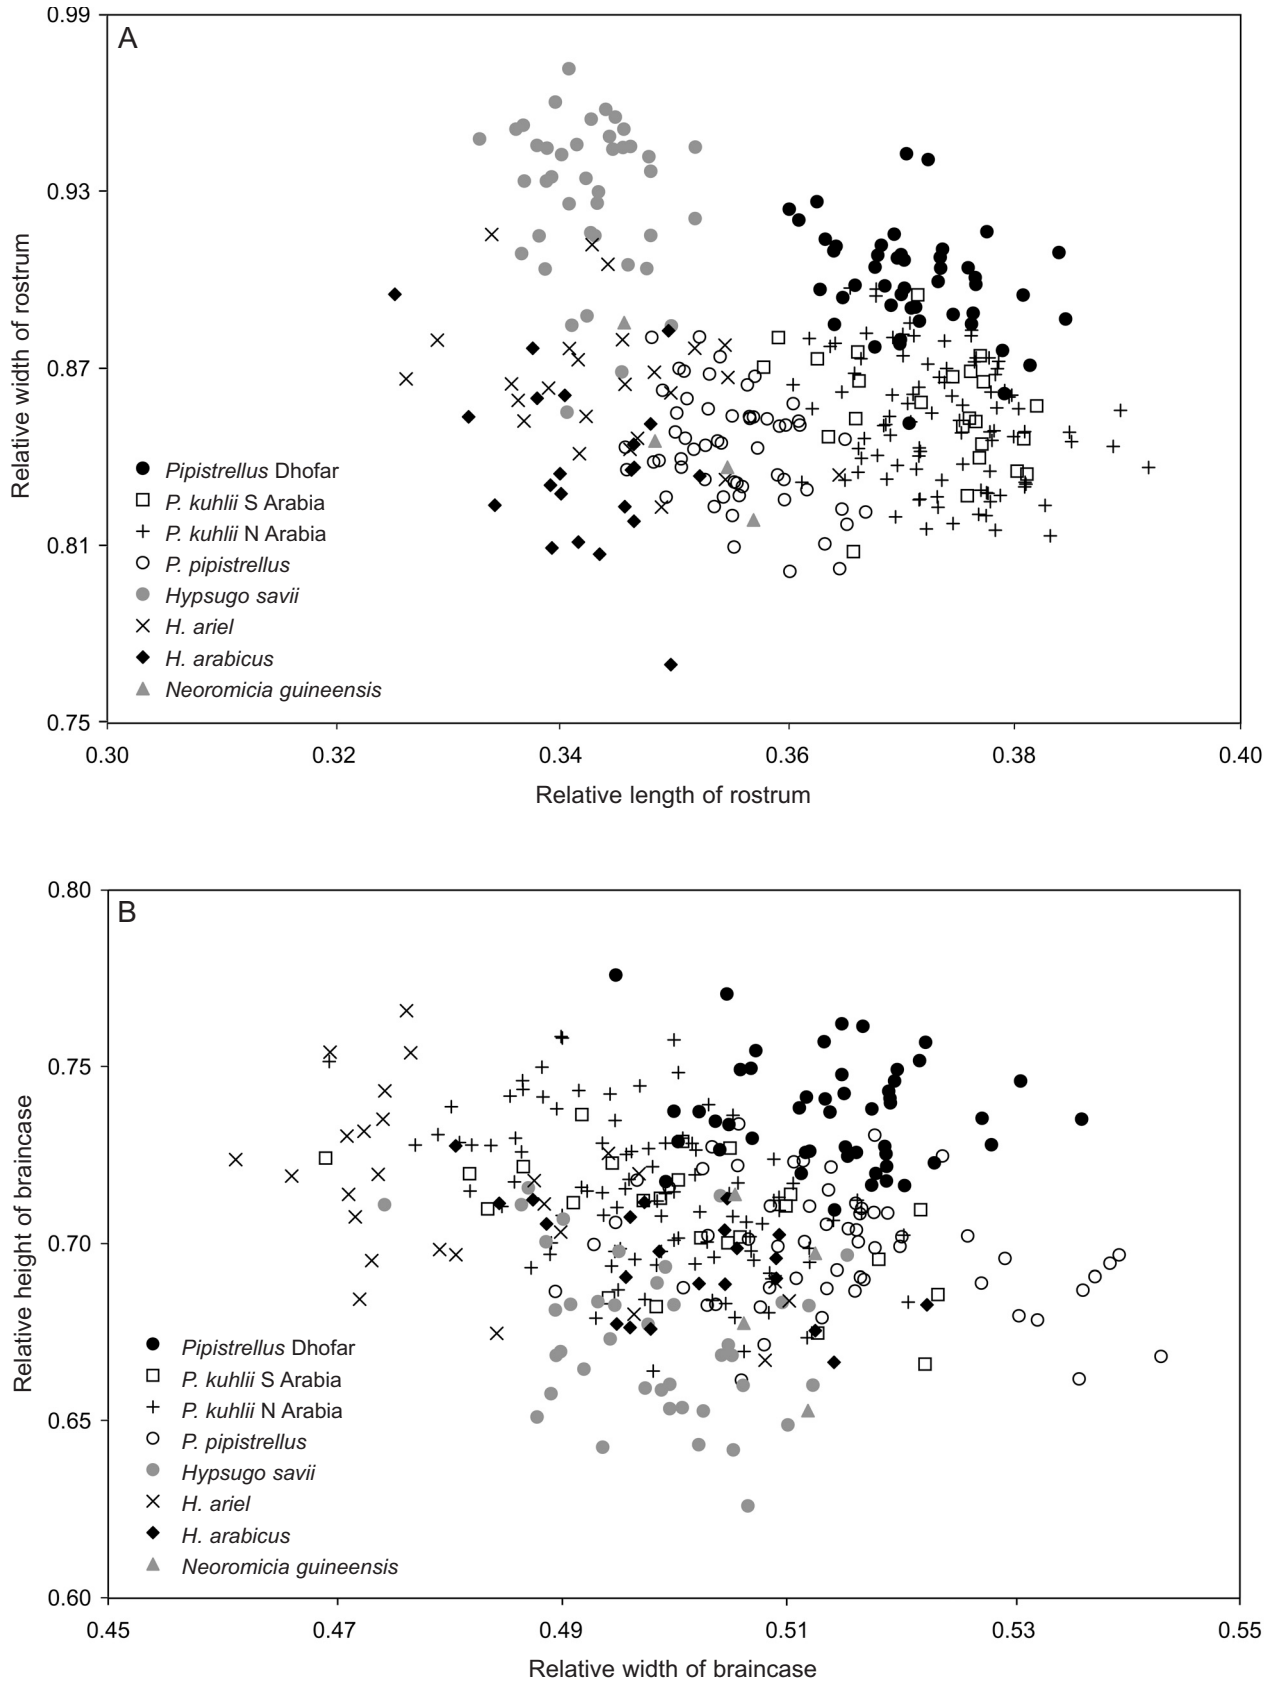 0.99
A
0.93
0.87
0.81
0.75
Relative width of rostrum
Pipistrellus Dhofar
P. kuhlii S Arabia
P. kuhlii N Arabia
P. pipistrellus
Hypsugo savii
H. ariel
H. arabicus
Neoromicia guineensis
0.30 0.32 0.34 0.36 0.38 0.40
Relative length of rostrum
0.80
B
0.75
0.70
0.65
0.60
Relative height of braincase
Pipistrellus Dhofar
P. kuhlii S Arabia
P. kuhlii N Arabia
P. pipistrellus
Hypsugo savii
H. ariel
H. arabicus
Neoromicia guineensis
0.45 0.47 0.49 0.51 0.53 0.55
Relative width of braincase